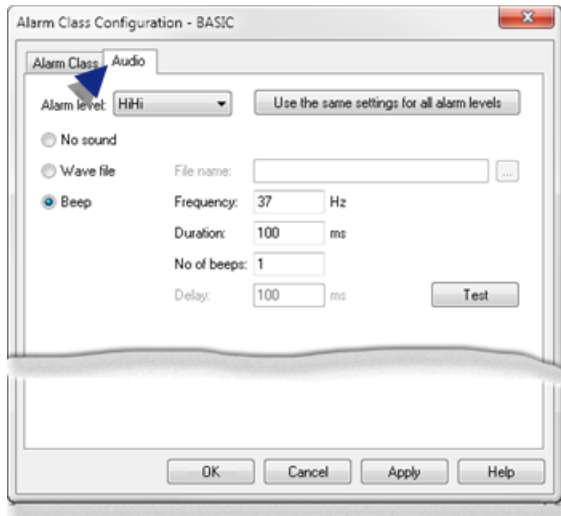 Alarm Class Configuration - BASIC
Alarm Class Audio
Alarm level: HiHi Use the same settings for all alarm levels
No sound
Wave file File name: ...
Beep Frequency: 37 Hz
Duration: 100 ms
No of beeps: 1
Delay: 100 ms Test
OK Cancel Apply Help